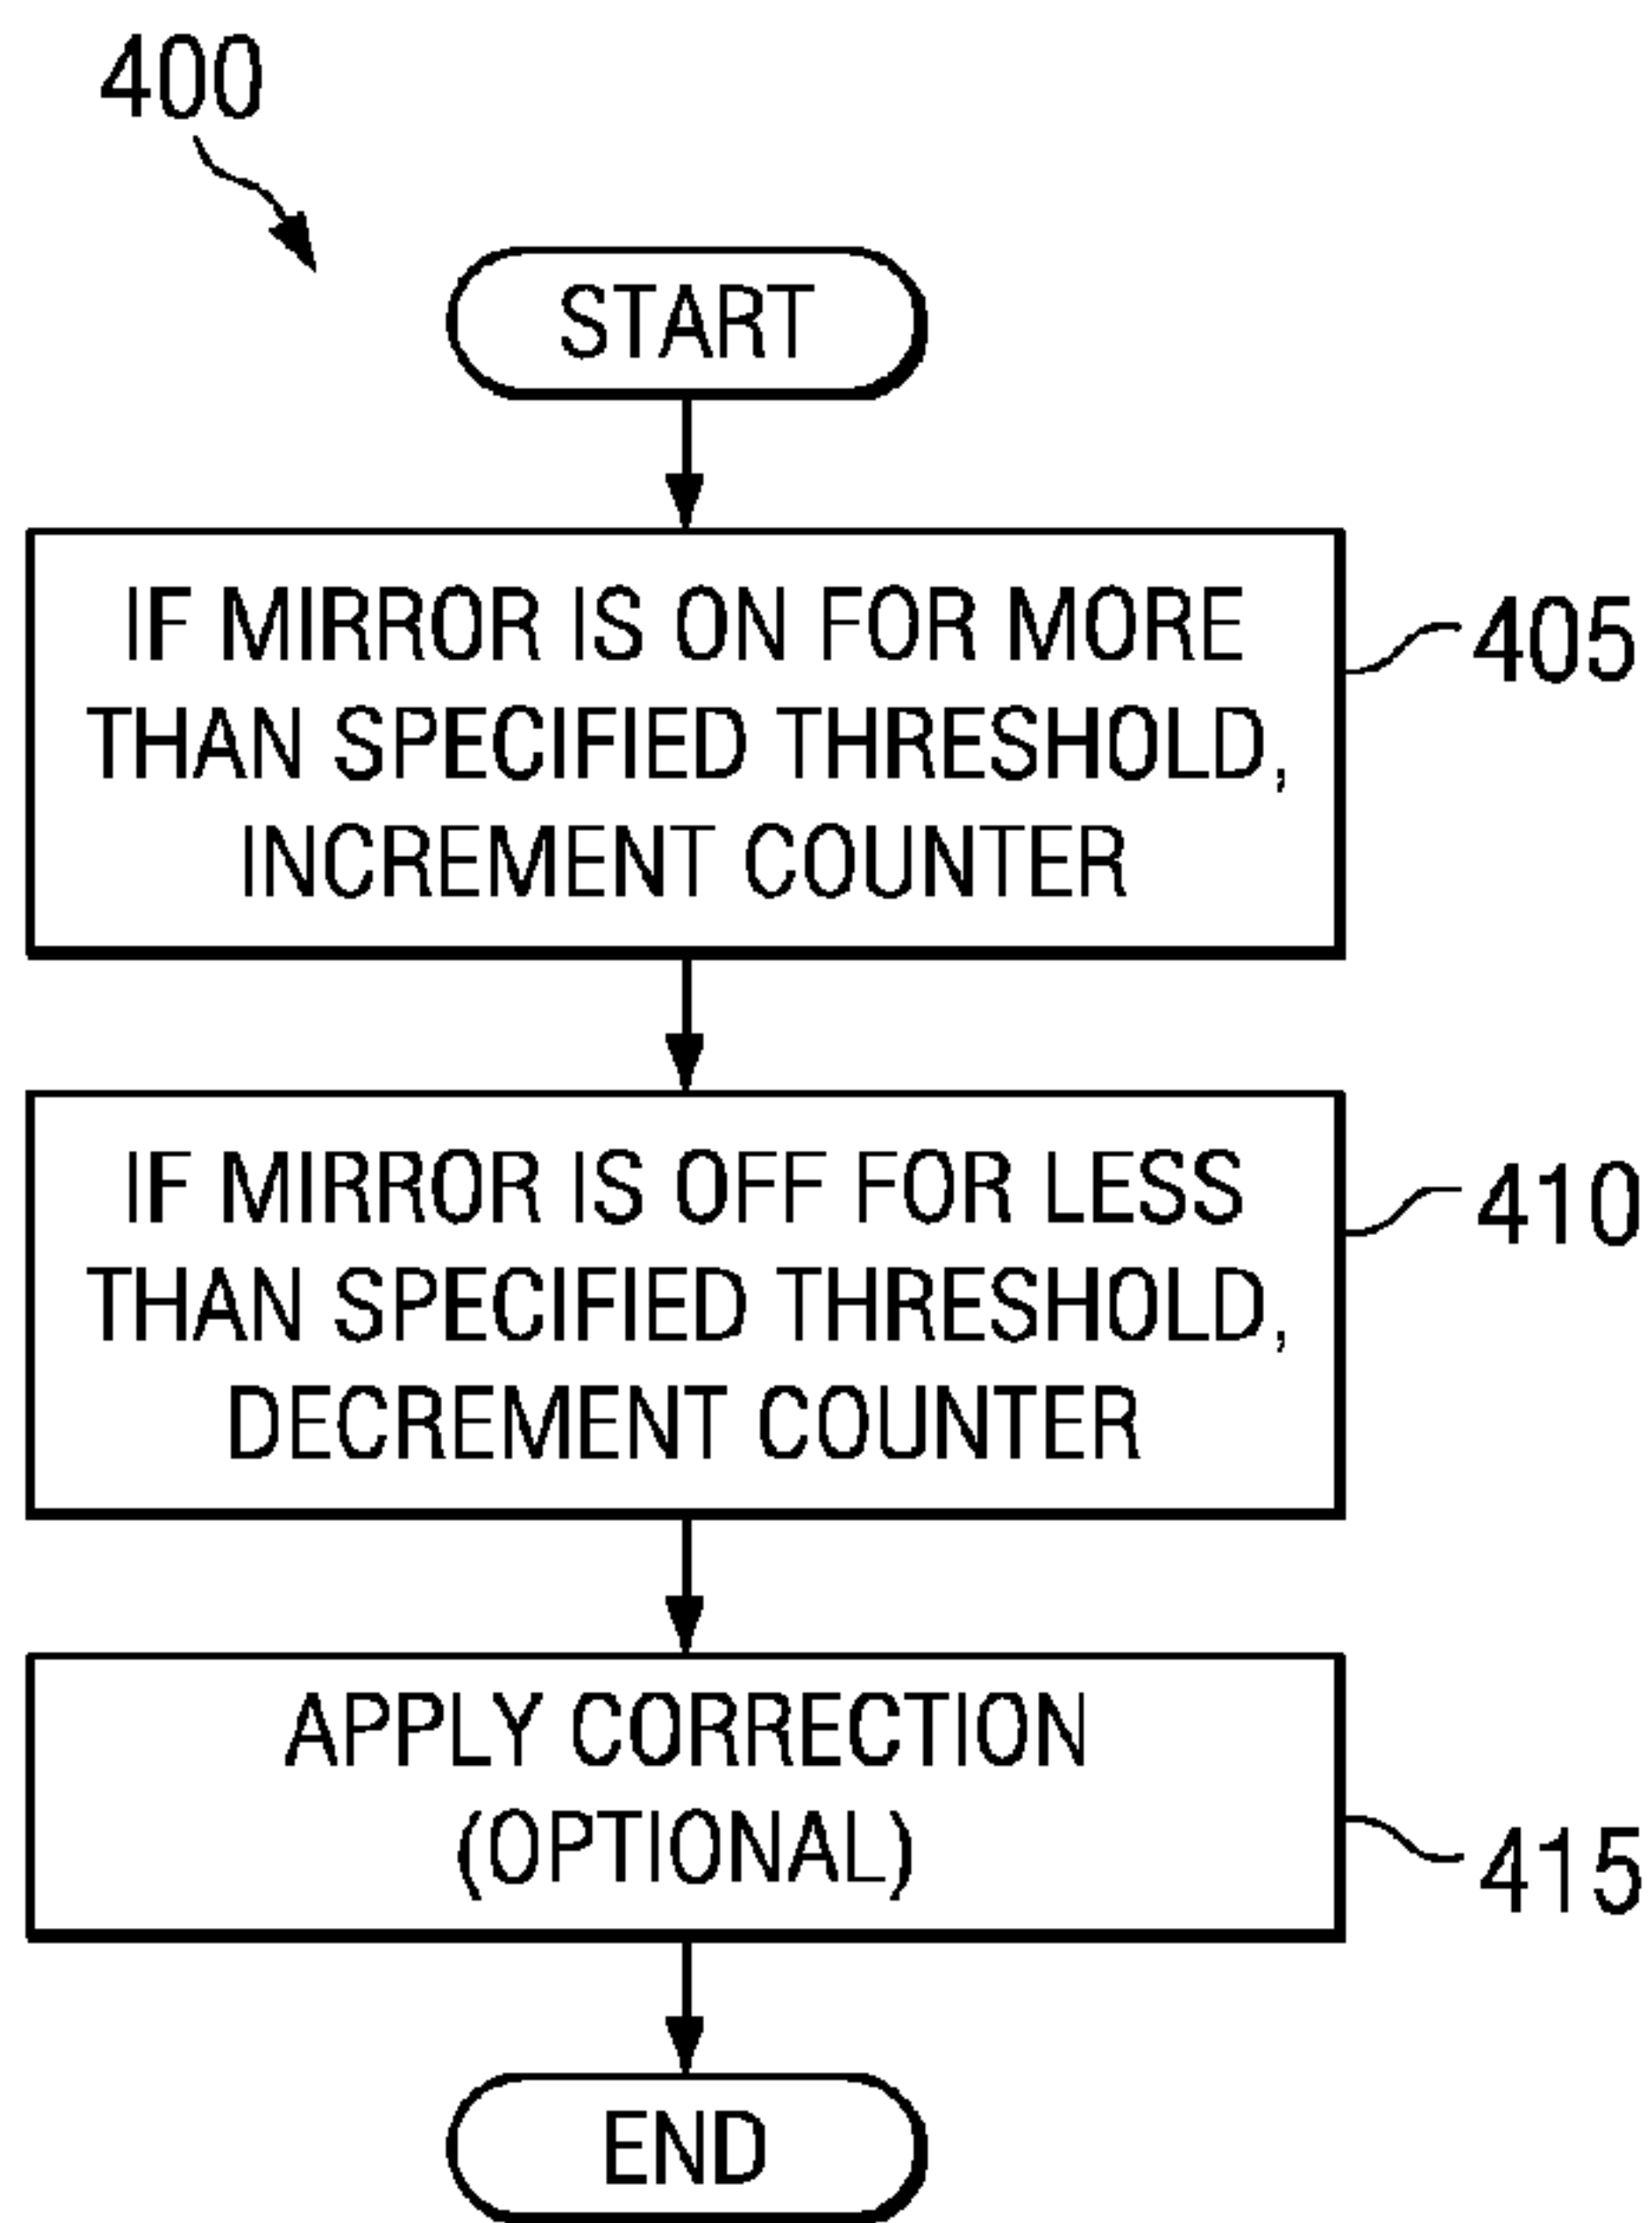 400
START
IF MIRROR IS ON FOR MORE
THAN SPECIFIED THRESHOLD,
INCREMENT COUNTER
405
IF MIRROR IS OFF FOR LESS
THAN SPECIFIED THRESHOLD,
DECREMENT COUNTER
410
APPLY CORRECTION
(OPTIONAL)
415
END